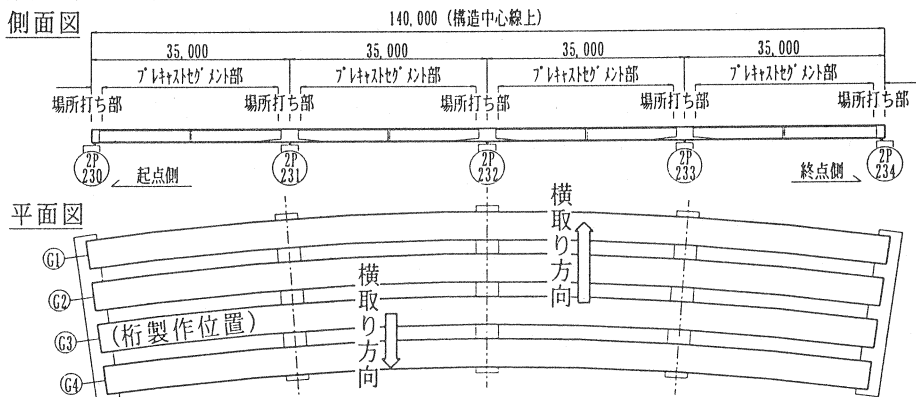 側面図
140,000 (構造中心線上)
35,000 35,000 35,000 35,000
プレキャストセグメント部 プレキャストセグメント部 プレキャストセグメント部 プレキャストセグメント部
場所打ち部 場所打ち部 場所打ち部 場所打ち部 場所打ち部
2P 230 2P 231 2P 232 2P 233 2P 234
起点側 終点側
平面図
横取り方向
G1
G2
横取り方向
G3 (桁製作位置)
G4